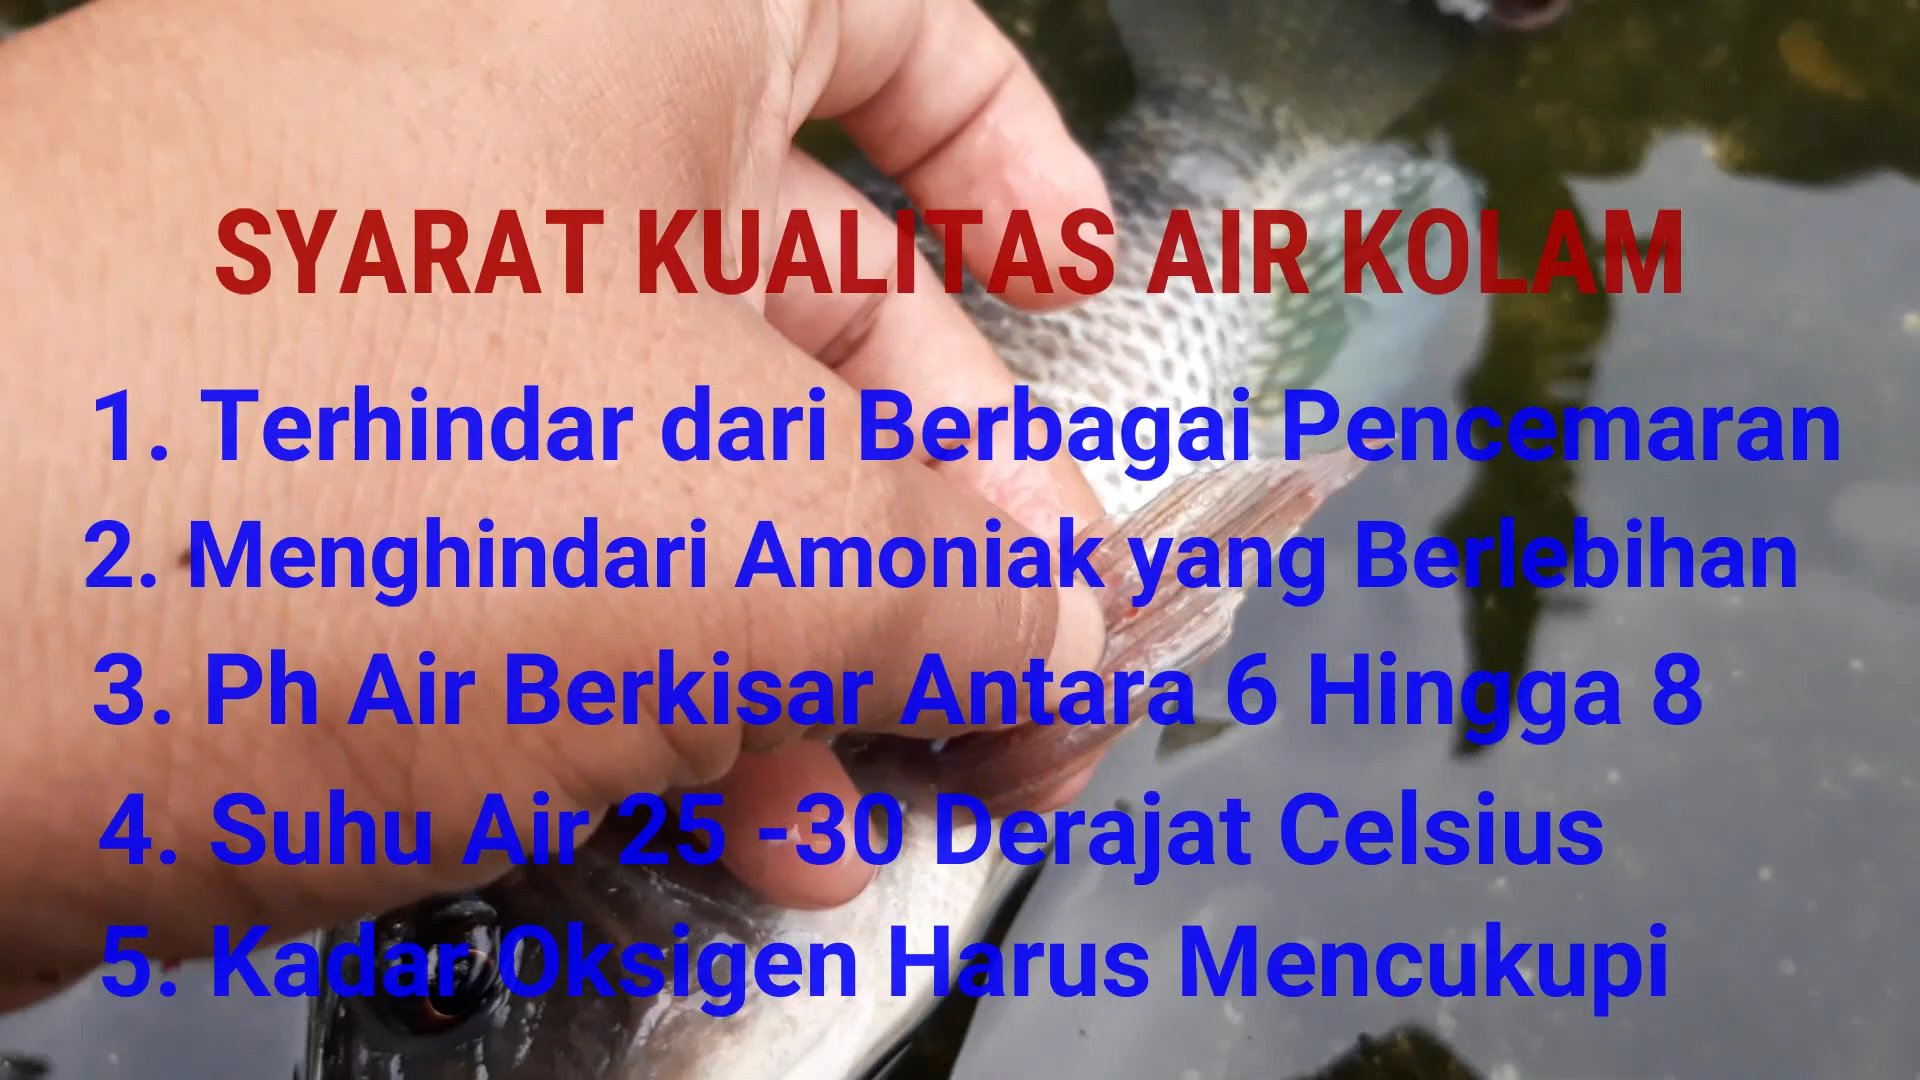 SYARAT KUALITAS AIR KOLAM
1. Terhindar dari Berbagai Pencemaran
2. Menghindari Amoniak yang Berlebihan
3. Ph Air Berkisar Antara 6 Hingga 8
4. Suhu Air 25 -30 Derajat Celsius
5. Kadar Oksigen Harus Mencukupi